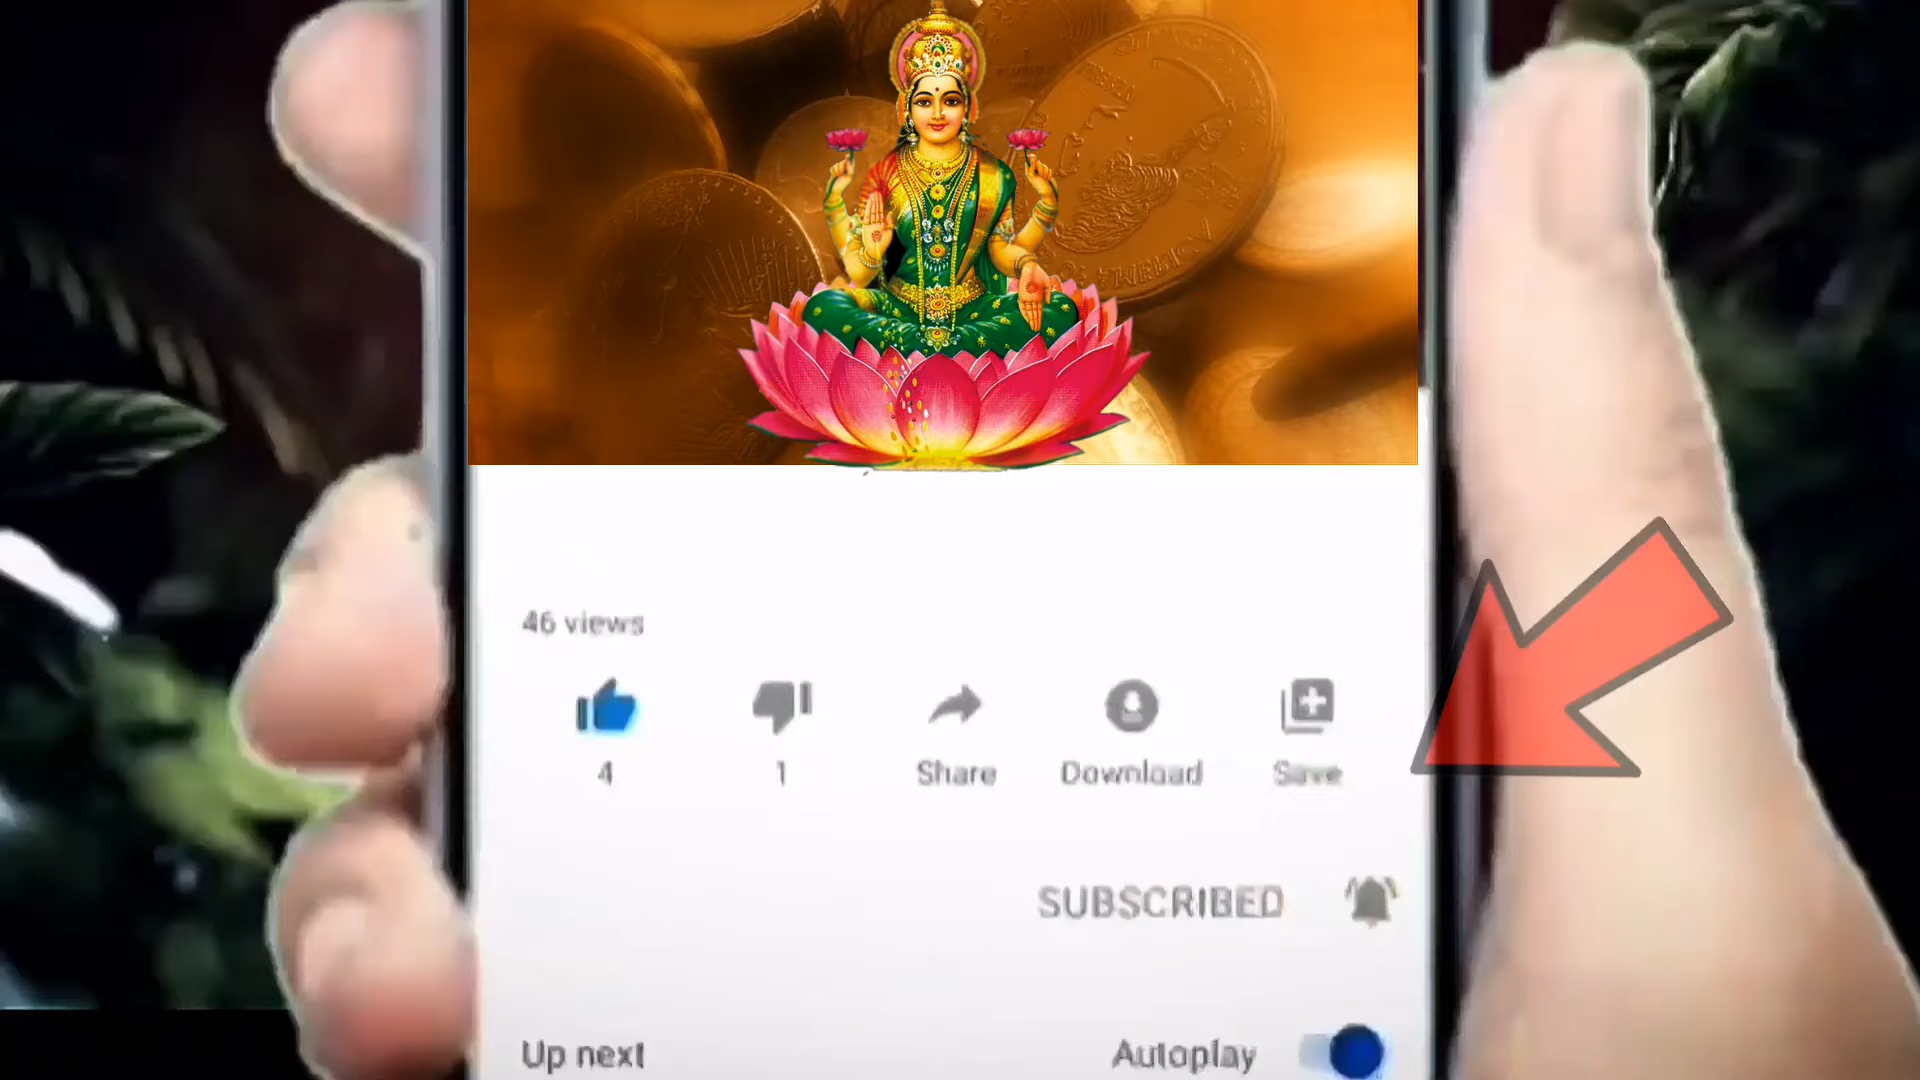 46 views
4
1
Share
Download
Save
SUBSCRIBED
Up next
Autoplay